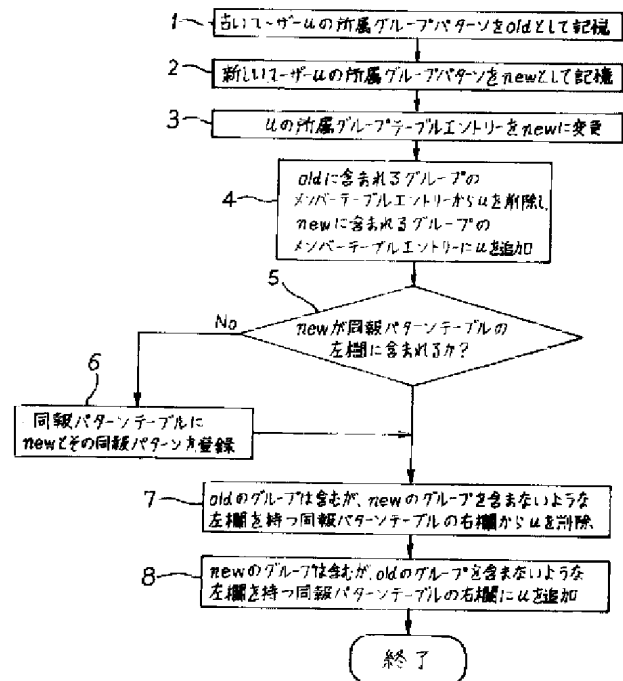 1
古いユーザーuの所属グループパターンをoldとして記憶
2
新しいユーザーuの所属グループパターンをnewとして記憶
3
uの所属グループテーブルエントリーをnewに変更
4
oldに含まれるグループの
メンバーテーブルエントリーからuを削除し、
newに含まれるグループの
メンバーテーブルエントリーにuを追加
5
No
newが同報パターンテーブルの
左欄に含まれるか?
6
同報パターンテーブルに
newとその同報パターンを登録
7
oldのグループは含むが、newのグループを含まないような
左欄を持つ同報パターンテーブルの右欄からuを削除
8
newのグループは含むが、oldのグループを含まないような
左欄を持つ同報パターンテーブルの右欄にuを追加
終了